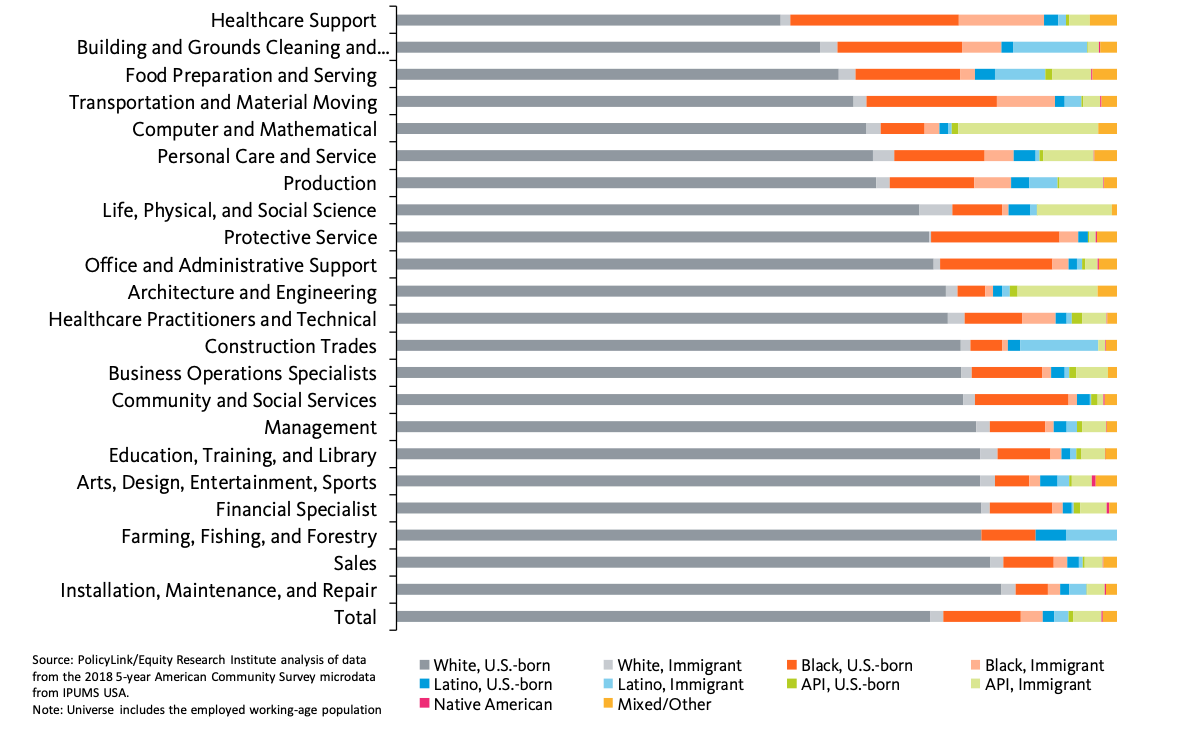 Healthcare Support
Building and Grounds Cleaning and...
Food Preparation and Serving
Transportation and Material Moving
Computer and Mathematical
Personal Care and Service
Production
Life, Physical, and Social Science
Protective Service
Office and Administrative Support
Architecture and Engineering
Healthcare Practitioners and Technical
Construction Trades
Business Operations Specialists
Community and Social Services
Management
Education, Training, and Library
Arts, Design, Entertainment, Sports
Financial Specialist
Farming, Fishing, and Forestry
Sales
Installation, Maintenance, and Repair
Total
Source: PolicyLink/Equity Research Institute analysis of data
from the 2018 5-year American Community Survey microdata
from IPUMS USA.
Note: Universe includes the employed working-age population
White, U.S.-born White, Immigrant Black, U.S.-born Black, Immigrant
Latino, U.S.-born Latino, Immigrant API, U.S.-born API, Immigrant
Native American Mixed/Other